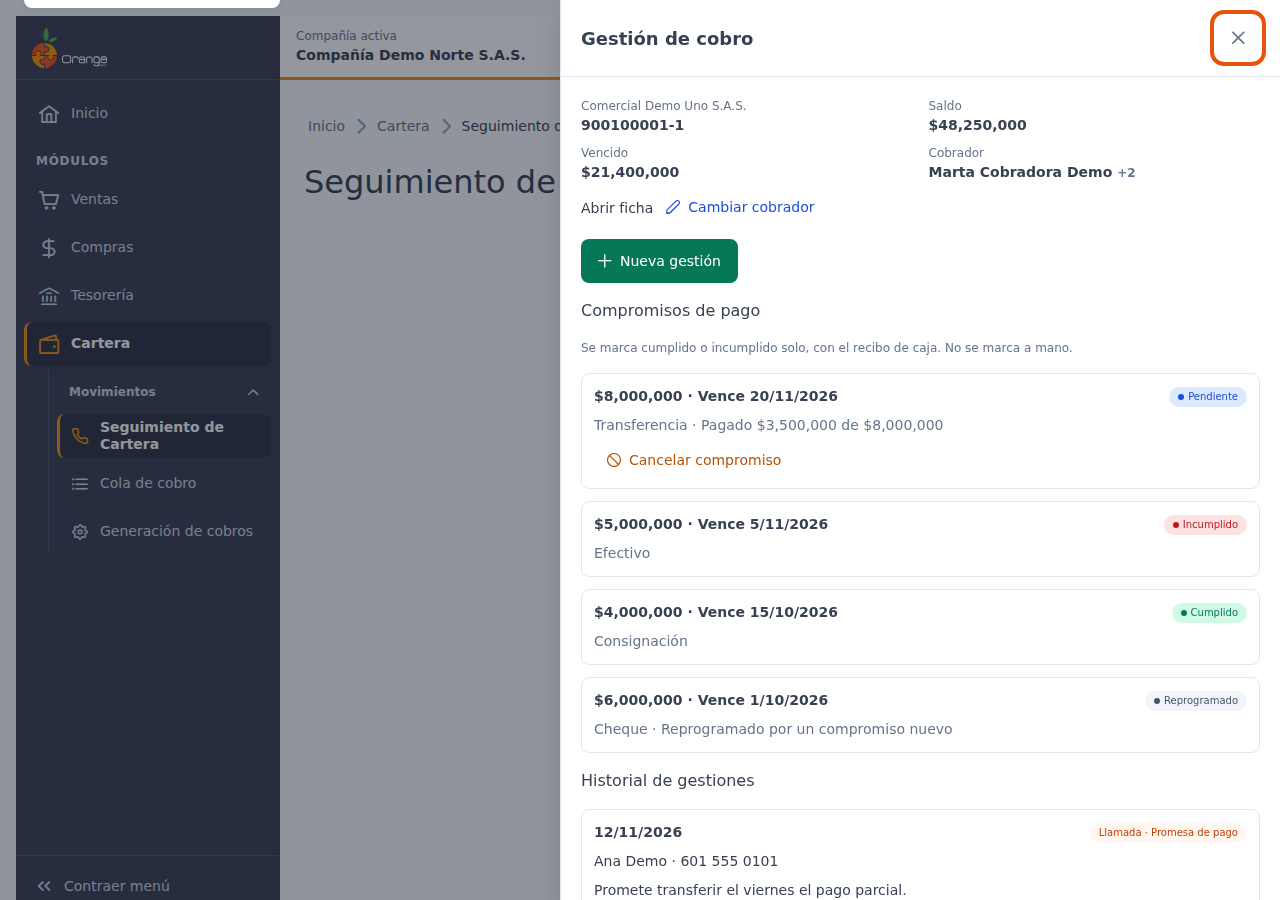 Orange
Inicio
MÓDULOS
Ventas
Compras
Tesorería
Cartera
Movimientos
Seguimiento de
Cartera
Cola de cobro
Generación de cobros
Contraer menú
Compañía activa
Compañía Demo Norte S.A.S.
Inicio
Cartera
Seguimiento d
Seguimiento de
Gestión de cobro
Comercial Demo Uno S.A.S.
900100001-1
Saldo
$48,250,000
Vencido
$21,400,000
Cobrador
Marta Cobradora Demo +2
Abrir ficha
Cambiar cobrador
Nueva gestión
Compromisos de pago
Se marca cumplido o incumplido solo, con el recibo de caja. No se marca a mano.
$8,000,000 · Vence 20/11/2026
Pendiente
Transferencia · Pagado $3,500,000 de $8,000,000
Cancelar compromiso
$5,000,000 · Vence 5/11/2026
Incumplido
Efectivo
$4,000,000 · Vence 15/10/2026
Cumplido
Consignación
$6,000,000 · Vence 1/10/2026
Reprogramado
Cheque · Reprogramado por un compromiso nuevo
Historial de gestiones
12/11/2026
Llamada · Promesa de pago
Ana Demo · 601 555 0101
Promete transferir el viernes el pago parcial.